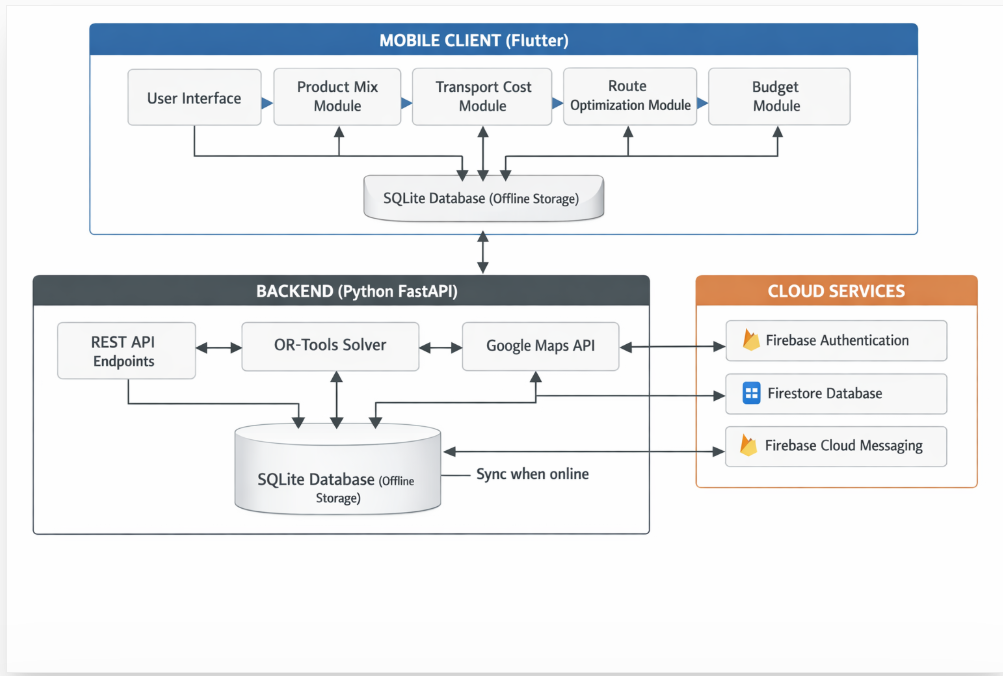 MOBILE CLIENT (Flutter)
User Interface
Product Mix
Module
Transport Cost
Module
Route
Optimization Module
Budget
Module
SQLite Database (Offline Storage)
BACKEND (Python FastAPI)
REST API
Endpoints
OR-Tools Solver
Google Maps API
SQLite Database (Offline
Storage)
Sync when online
CLOUD SERVICES
Firebase Authentication
Firestore Database
Firebase Cloud Messaging